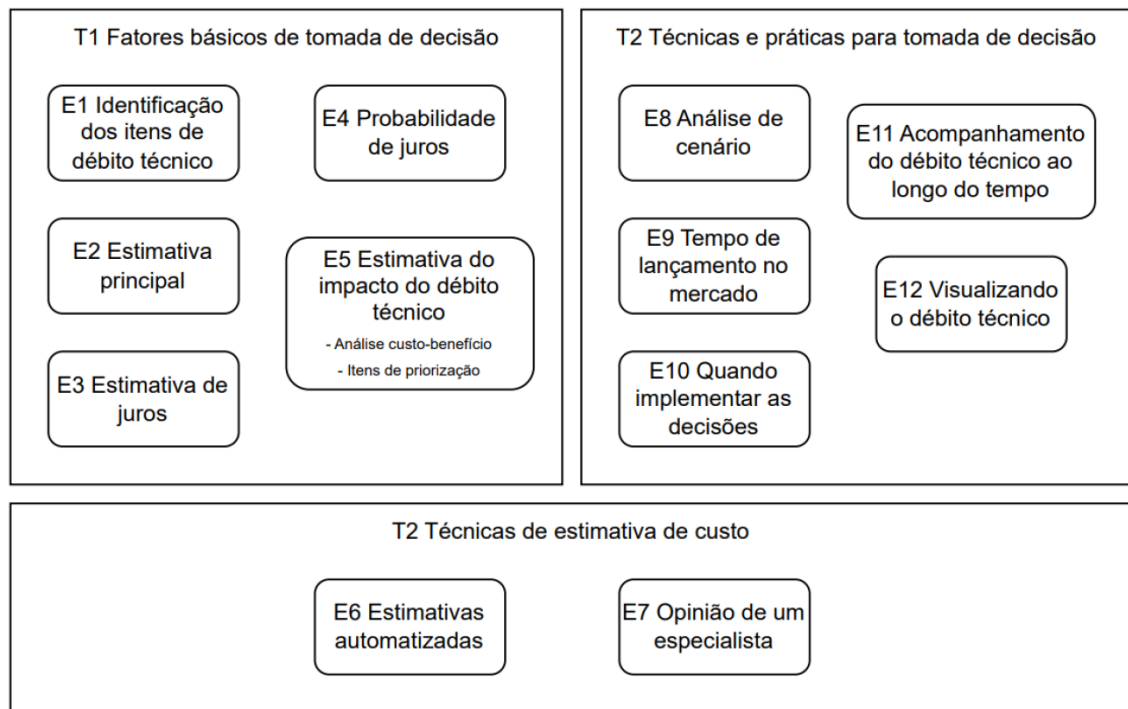 T1 Fatores básicos de tomada de decisão
E1 Identificação
dos itens de
débito técnico
E4 Probabilidade
de juros
E2 Estimativa
principal
E5 Estimativa do
impacto do débito
técnico
- Análise custo-benefício
- Itens de priorização
E3 Estimativa de
juros
T2 Técnicas e práticas para tomada de decisão
E8 Análise de
cenário
E11 Acompanhamento
do débito técnico ao
longo do tempo
E9 Tempo de
lançamento no
mercado
E12 Visualizando
o débito técnico
E10 Quando
implementar as
decisões
T2 Técnicas de estimativa de custo
E6 Estimativas
automatizadas
E7 Opinião de um
especialista